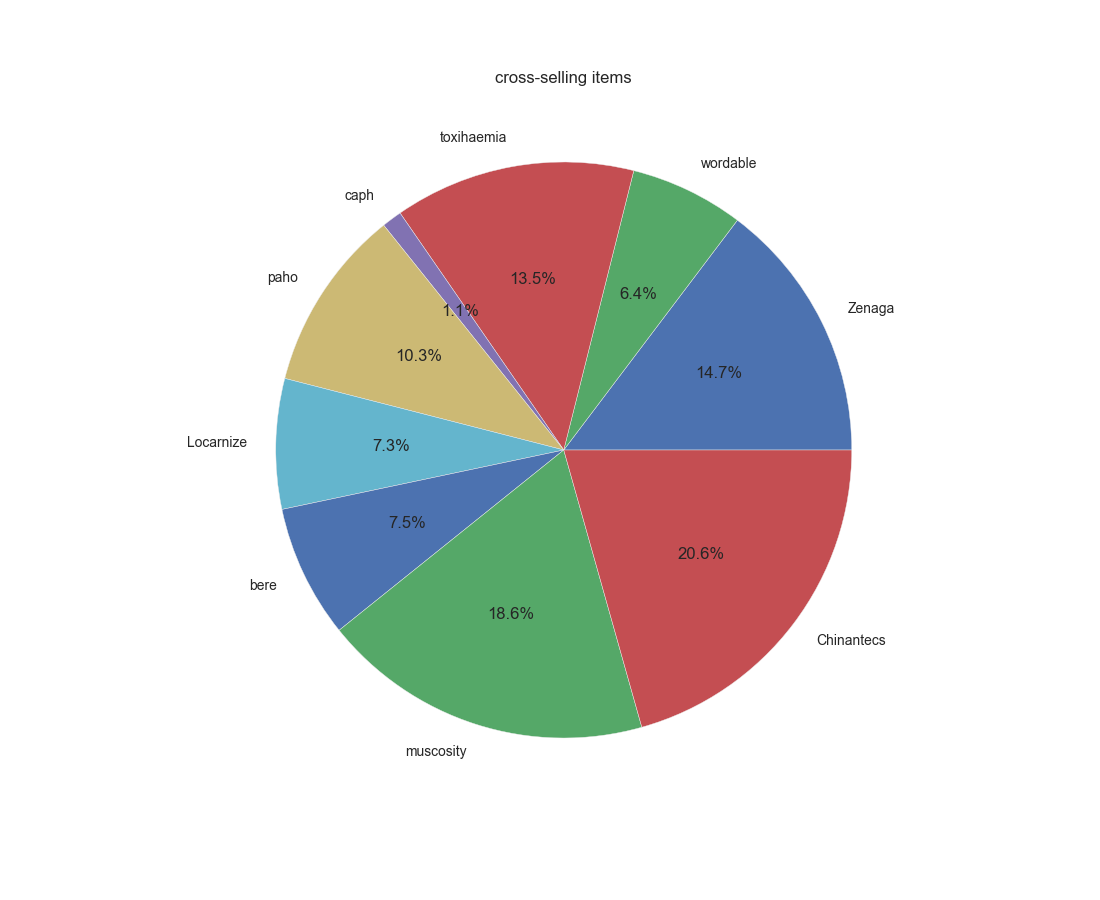 cross-selling items
toxihaemia
wordable
caph
paho
Zenaga
13.5%
6.4%
1.1%
10.3%
14.7%
Locarnize
7.3%
7.5%
20.6%
bere
18.6%
Chinantecs
muscosity